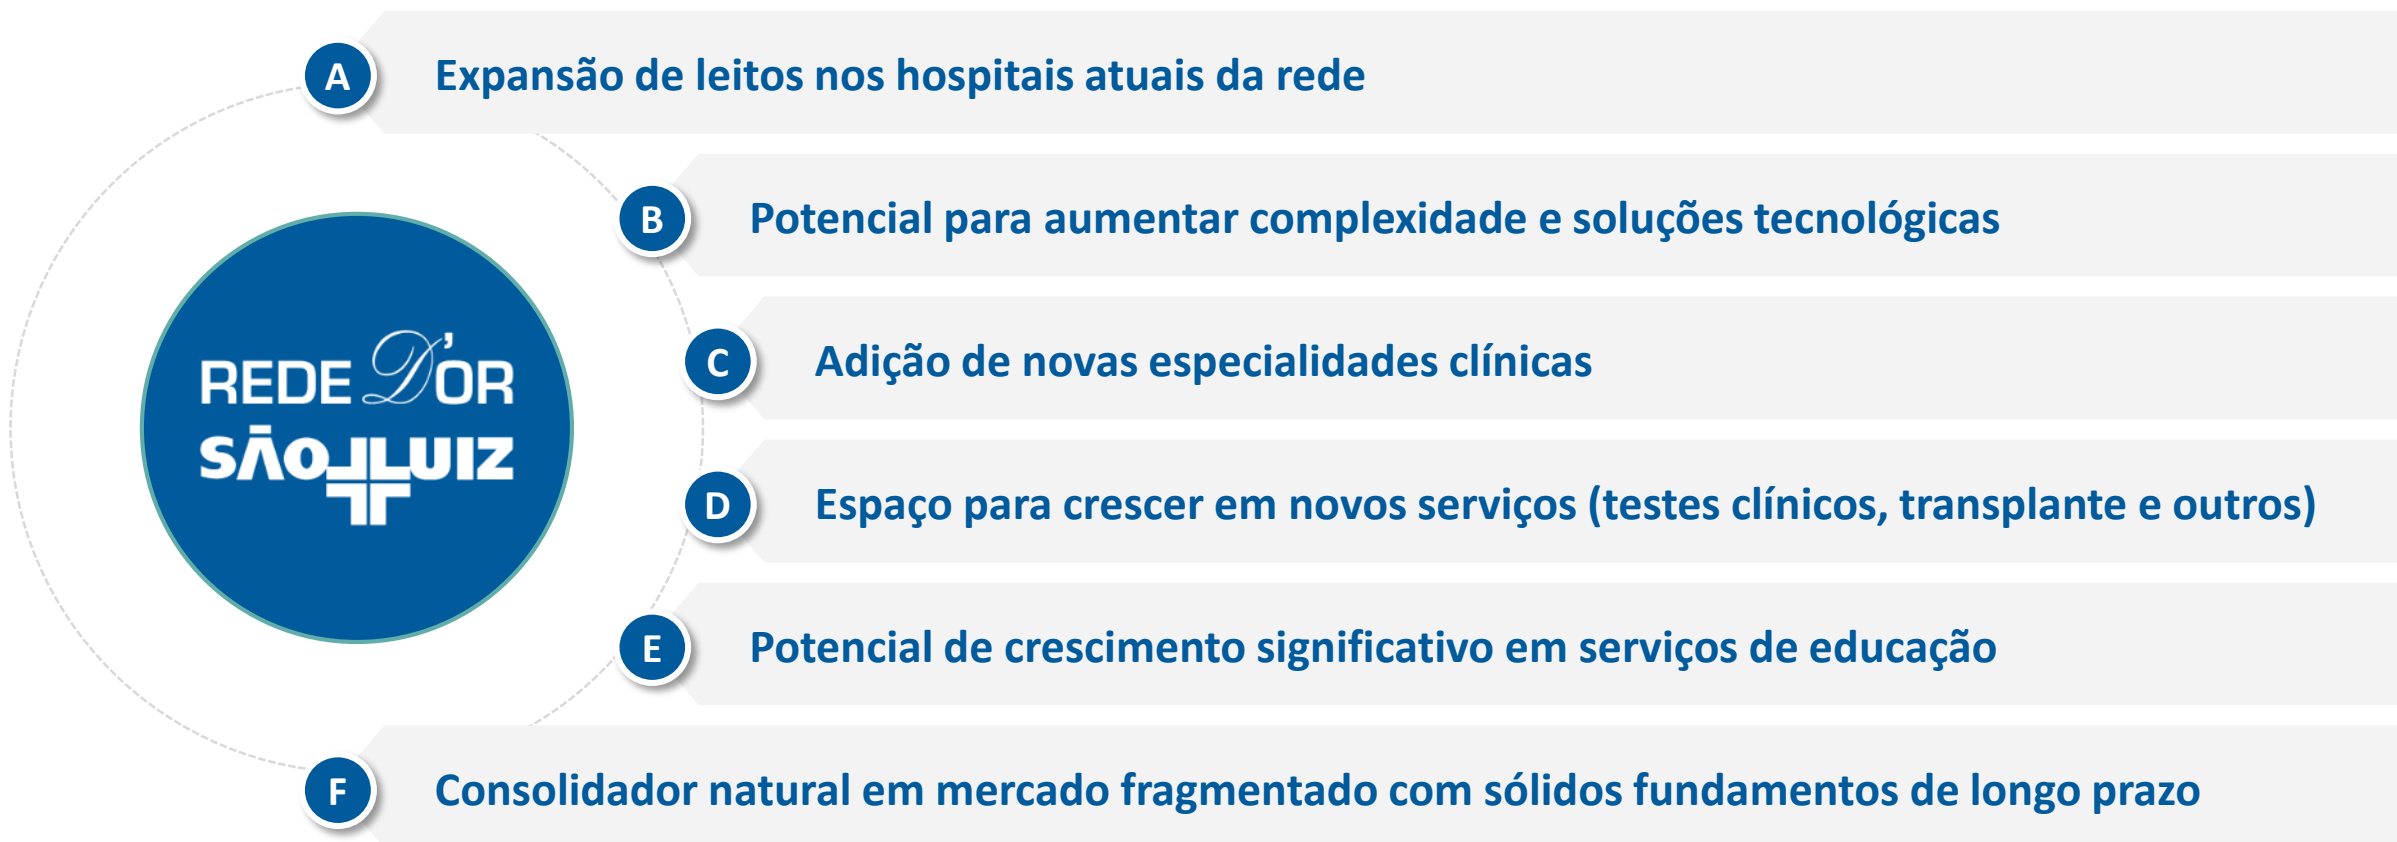 A
Expansão de leitos nos hospitais atuais da rede
B
Potencial para aumentar complexidade e soluções tecnológicas
REDE D'OR
SÃO LUIZ
C
Adição de novas especialidades clínicas
D
Espaço para crescer em novos serviços (testes clínicos, transplante e outros)
E
Potencial de crescimento significativo em serviços de educação
F
Consolidador natural em mercado fragmentado com sólidos fundamentos de longo prazo